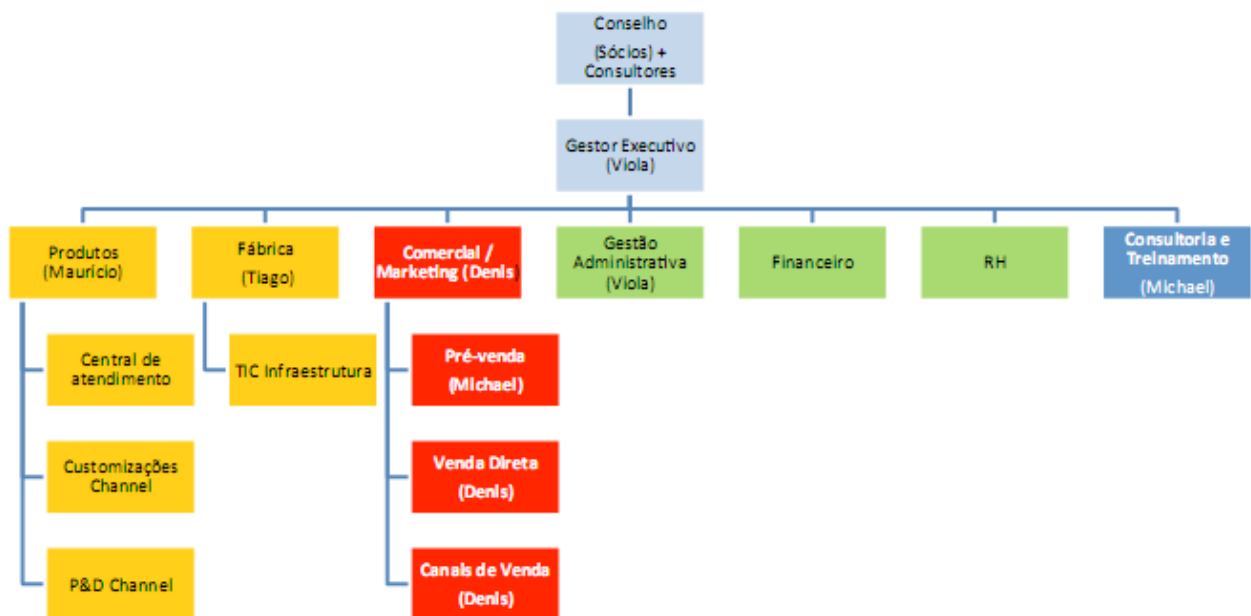 Conselho
(Sócios) +
Consultores
Gestor Executivo
(Viola)
Produtos
(Maurício)
Fábrica
(Tiago)
Comercial /
Marketing (Denis)
Gestão
Administrativa
(Viola)
Financeiro
RH
Consultoria e
Treinamento
(Michael)
Central de
atendimento
TIC Infraestrutura
Pré-venda
(Michael)
Customizações
Channel
Venda Direta
(Denis)
P&D Channel
Canais de Venda
(Denis)